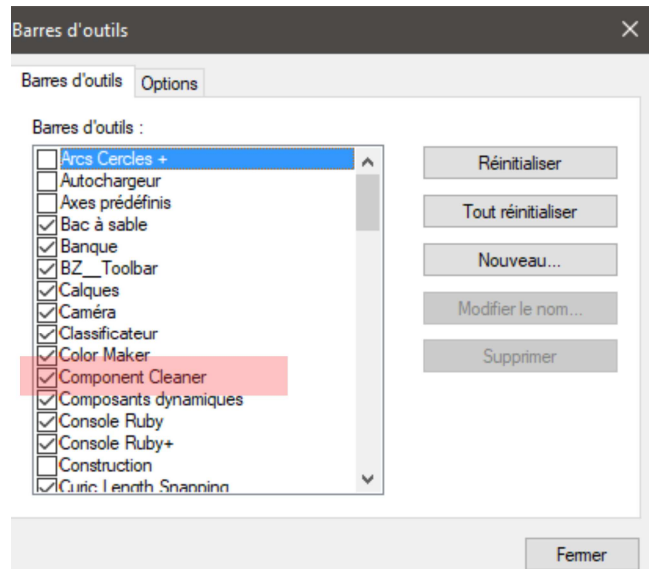 Barres d'outils
Barres d'outils Options
Barres d'outils :
Arcs Cercles +
Autochargeur
Axes prédéfinis
Bac à sable
Banque
BZ__Toolbar
Calques
Caméra
Classificateur
Color Maker
Component Cleaner
Composants dynamiques
Console Ruby
Console Ruby+
Construction
Curic Length Snapping
Réinitialiser
Tout réinitialiser
Nouveau...
Modifier le nom...
Supprimer
Fermer